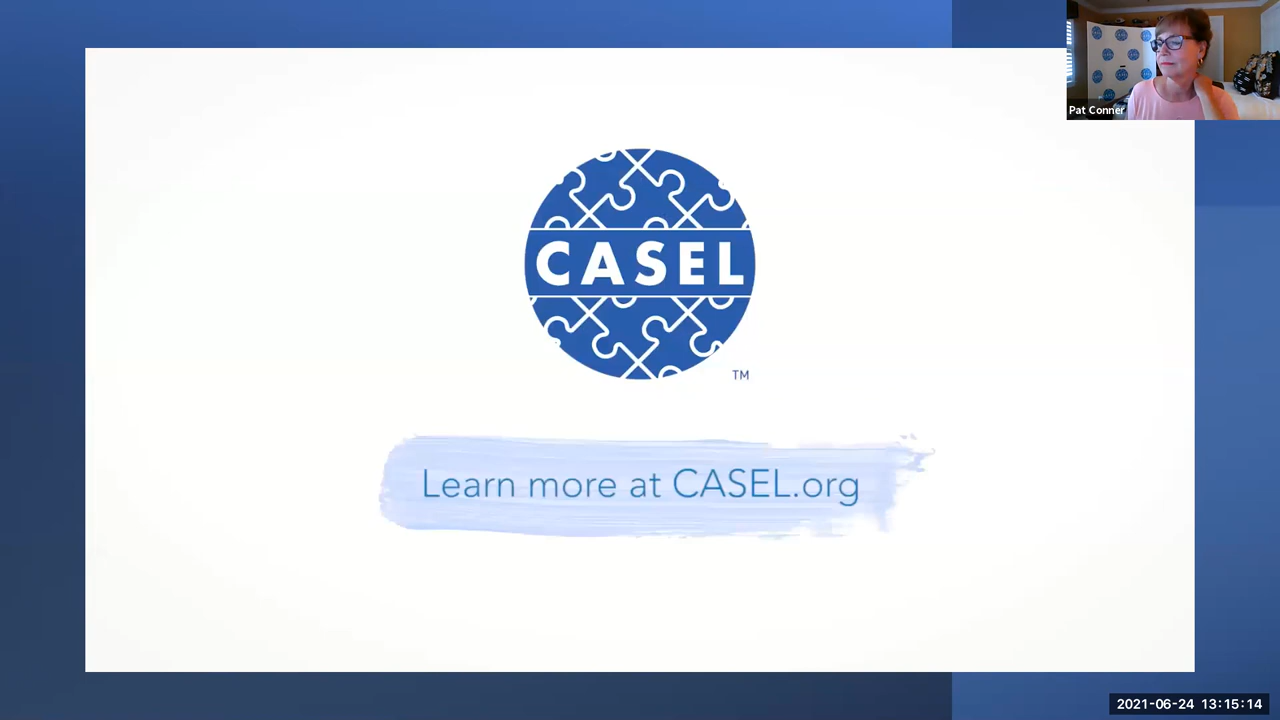 Pat Conner
CASEL
TM
Learn more at CASEL.org
2021-06-24 13:15:14